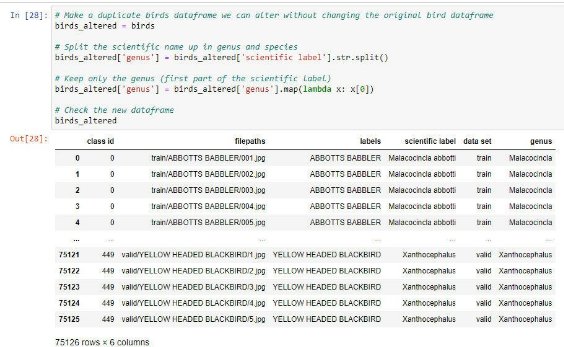 In [28]: # Make a duplicate birds dataframe we can alter without changing the original bird dataframe
birds_altered = birds
# Split the scientific name up in genus and species
birds_altered['genus'] = birds_altered['scientific label'].str.split()
# Keep only the genus (first part of the scientific Label)
birds_altered['genus'] = birds_altered['genus'].map(lambda x: x[0])
# Check the new dataframe
birds_altered
Out[28]:
class id filepaths labels scientific label data set genus
0 0 train/ABBOTTS BABBLER/001.jpg ABBOTTS BABBLER Malacocincla abbotti train Malacocincla
1 0 train/ABBOTTS BABBLER/002.jpg ABBOTTS BABBLER Malacocincla abbotti train Malacocincla
2 0 train/ABBOTTS BABBLER/003.jpg ABBOTTS BABBLER Malacocincla abbotti train Malacocincla
3 0 train/ABBOTTS BABBLER/004.jpg ABBOTTS BABBLER Malacocincla abbotti train Malacocincla
4 0 train/ABBOTTS BABBLER/005.jpg ABBOTTS BABBLER Malacocincla abbotti train Malacocincla
... ... ... ... ... ... ...
75121 449 valid/YELLOW HEADED BLACKBIRD/1.jpg YELLOW HEADED BLACKBIRD Xanthocephalus valid Xanthocephalus
75122 449 valid/YELLOW HEADED BLACKBIRD/2.jpg YELLOW HEADED BLACKBIRD Xanthocephalus valid Xanthocephalus
75123 449 valid/YELLOW HEADED BLACKBIRD/3.jpg YELLOW HEADED BLACKBIRD Xanthocephalus valid Xanthocephalus
75124 449 valid/YELLOW HEADED BLACKBIRD/4.jpg YELLOW HEADED BLACKBIRD Xanthocephalus valid Xanthocephalus
75125 449 valid/YELLOW HEADED BLACKBIRD/5.jpg YELLOW HEADED BLACKBIRD Xanthocephalus valid Xanthocephalus
75126 rows × 6 columns